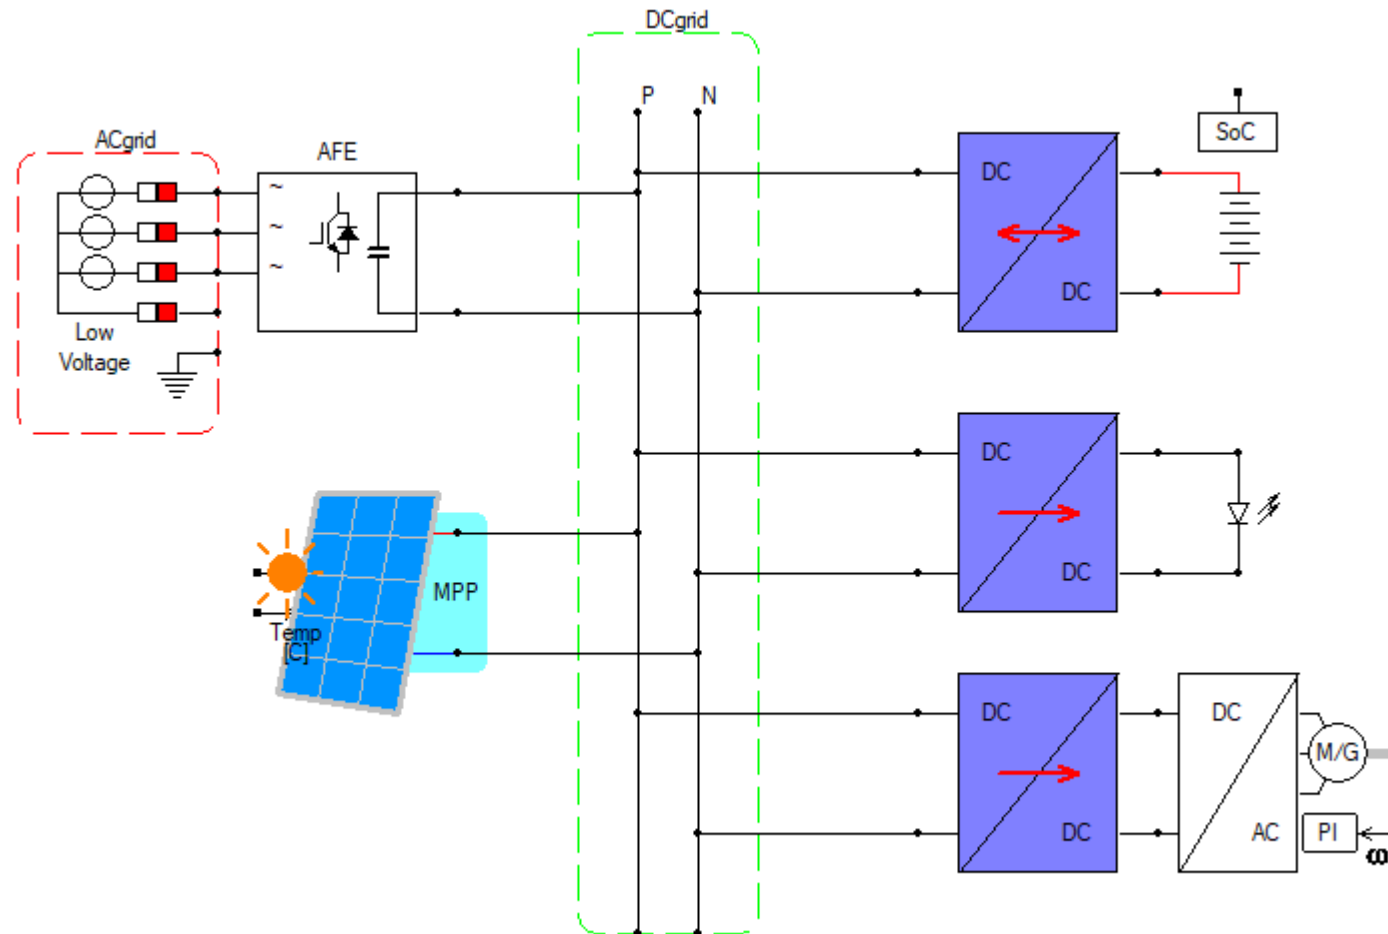 DCgrid
P
N
ACgrid
AFE
~
~
~
Low
Voltage
SoC
DC
DC
DC
DC
MPP
Temp
[C]
DC
DC
DC
AC
M/G
PI
ω